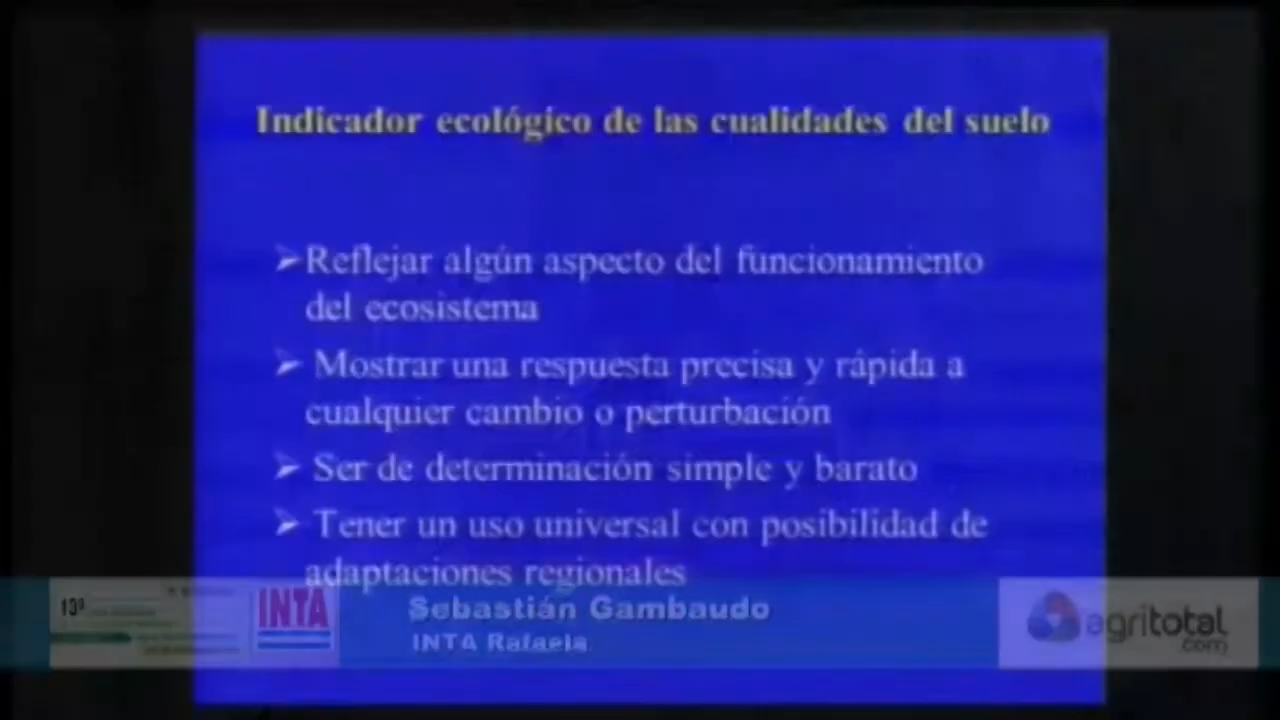 Indicador ecológico de las cualidades del suelo
➢Reflejar algún aspecto del funcionamiento
del ecosistema
➢ Mostrar una respuesta precisa y rápida a
cualquier cambio o perturbación
➢ Ser de determinación simple y barato
➢ Tener un uso universal con posibilidad de
adaptaciones regionales
13º
INTA
Sebastián Gambaudo
INTA Rafaela
agritotal
.com